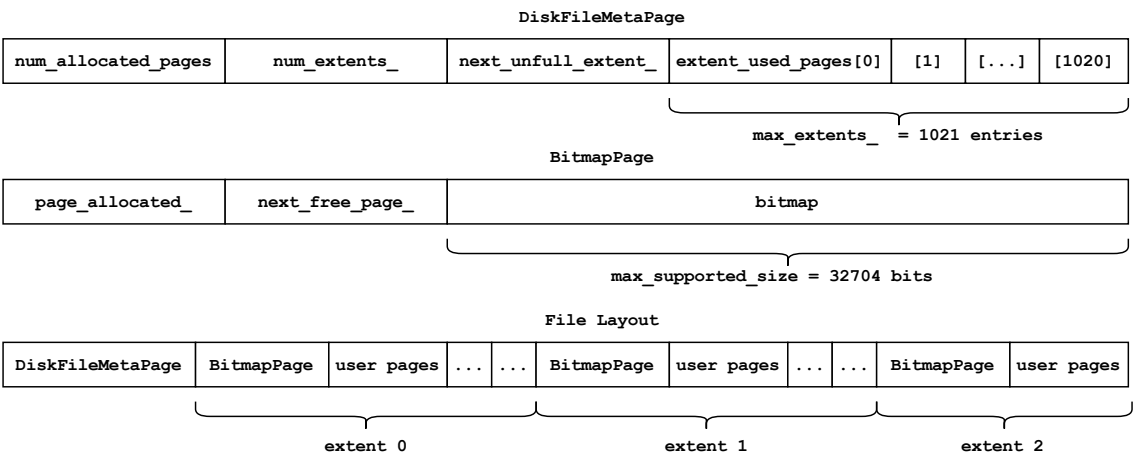 DiskFileMetaPage
num_allocated_pages num_extents_ next_unfull_extent_ extent_used_pages[0] [1] [...] [1020]
max_extents_ = 1021 entries
BitmapPage
page_allocated_ next_free_page_ bitmap
max_supported_size = 32704 bits
File Layout
DiskFileMetaPage BitmapPage user pages ... ... BitmapPage user pages ... ... BitmapPage user pages
extent 0 extent 1 extent 2